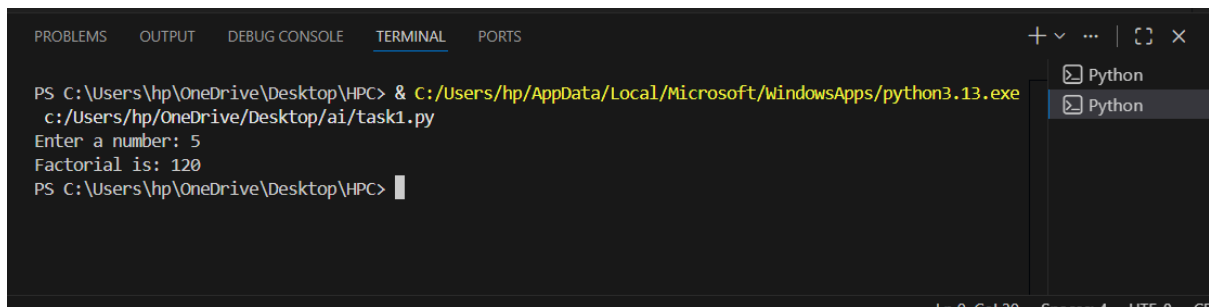 PROBLEMS OUTPUT DEBUG CONSOLE TERMINAL PORTS
Python
Python
PS C:\Users\hp\OneDrive\Desktop\HPC> & C:/Users/hp/AppData/Local/Microsoft/WindowsApps/python3.13.exe
c:/Users/hp/OneDrive/Desktop/ai/task1.py
Enter a number: 5
Factorial is: 120
PS C:\Users\hp\OneDrive\Desktop\HPC>